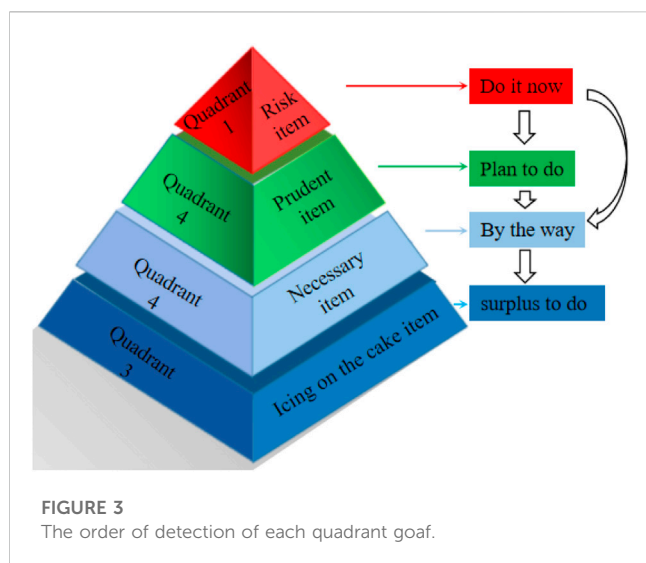 Quadrant
1
Risk
item
Do it now
Quadrant
4
Prudent
item
Plan to do
Quadrant
4
Necessary
item
By the way
Quadrant
3
Icing on the cake item
surplus to do
FIGURE 3
The order of detection of each quadrant goaf.